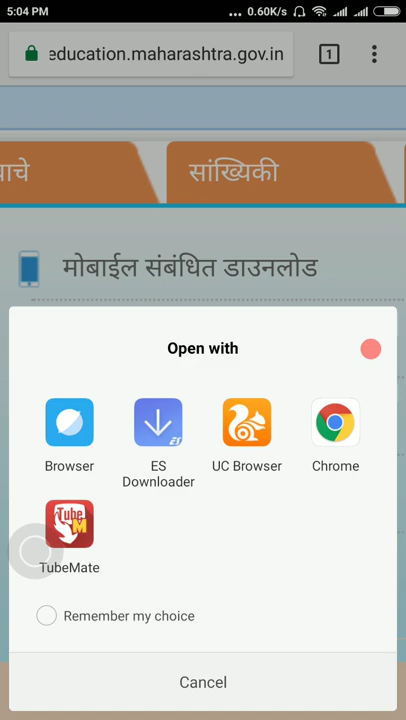 5:04 PM ... 0.60K/s
education.maharashtra.gov.in 1
वाचे सांख्यिकी
मोबाईल संबंधित डाउनलोड
Open with
Browser ES Downloader UC Browser Chrome
TubeMate
Remember my choice
Cancel